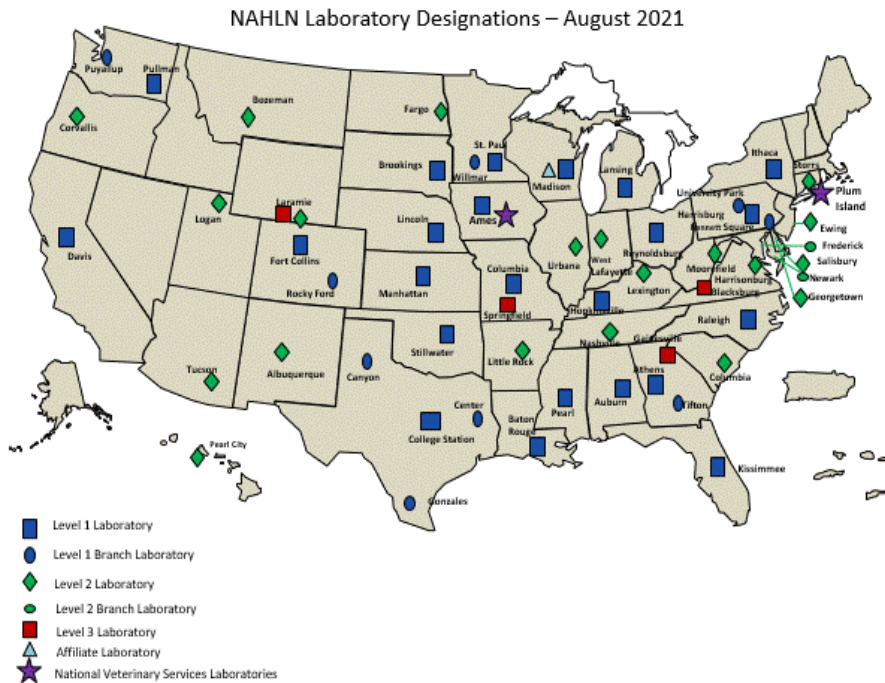 NAHLN Laboratory Designations – August 2021
Puyallup
Pullman
Corvallis
Bozeman
Fargo
St. Paul
Willmar
Brookings
Madison
Lansing
Ithaca
Storrs
Plum
Island
University Park
Harrisburg
Kennett Square
Ewing
Frederick
Salisbury
Newark
Georgetown
Logan
Laramie
Lincoln
Ames
Davis
Fort Collins
Rocky Ford
Manhattan
Columbia
Springfield
Urbana
West
Lafayette
Reynoldsburg
Lexington
Moorefield
Harrisonburg
Blacksburg
Hopkinsville
Raleigh
Nashville
Gainesville
Athens
Columbia
Tucson
Albuquerque
Canyon
Stillwater
Little Rock
Center
College Station
Baton
Rouge
Pearl
Auburn
Tifton
Kissimmee
Gonzales
Pearl City
Level 1 Laboratory
Level 1 Branch Laboratory
Level 2 Laboratory
Level 2 Branch Laboratory
Level 3 Laboratory
Affiliate Laboratory
National Veterinary Services Laboratories